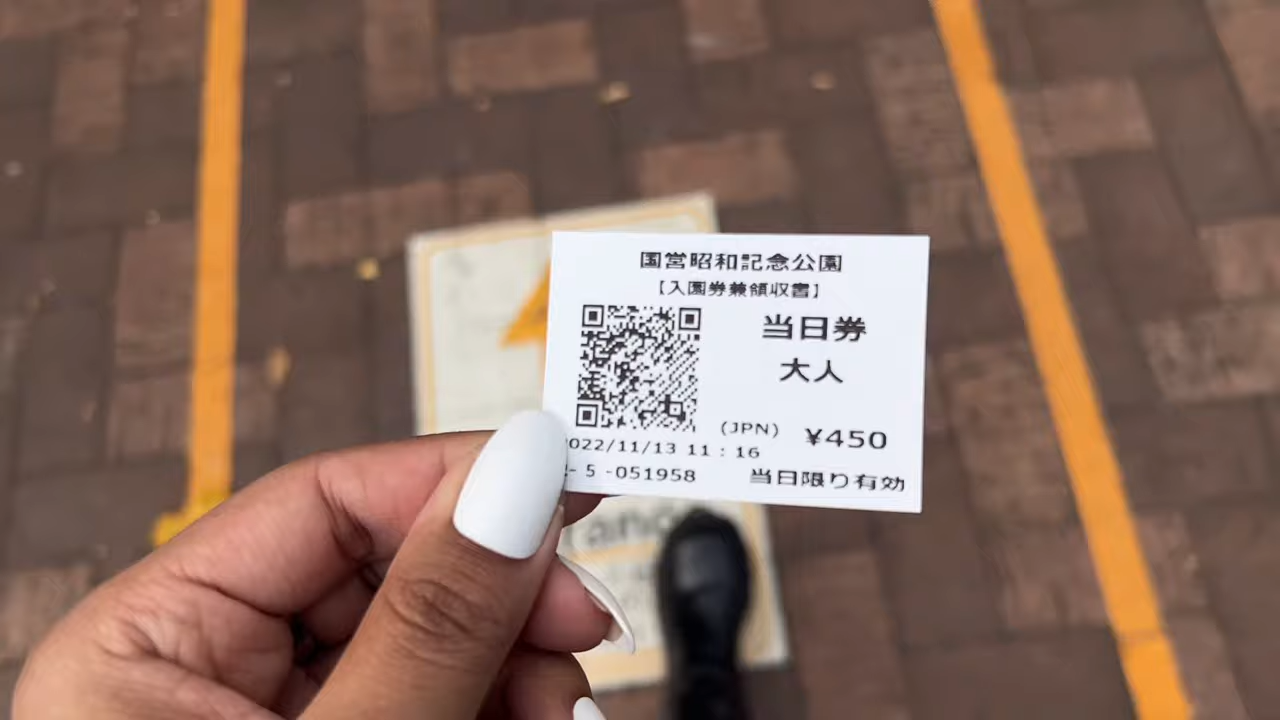 国営昭和記念公園
【入園券兼領収書】
当日券
大人
(JPN) ¥450
2022/11/13 11:16
- 5 -051958
当日限り有効